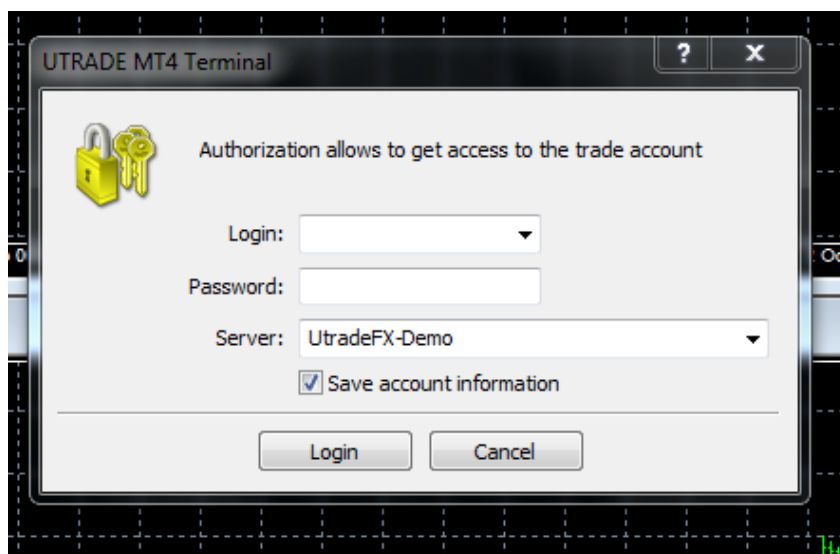 UTRADE MT4 Terminal
?
X
Authorization allows to get access to the trade account
Login:
Password:
Server: UtradeFX-Demo
Save account information
Login Cancel